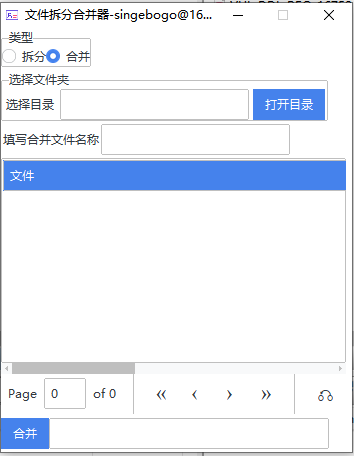 文件拆分合并器-singebogo@16...
类型
拆分 合并
选择文件夹
选择目录 打开目录
填写合并文件名称
文件
Page 0 of 0 « ‹ › »
合并